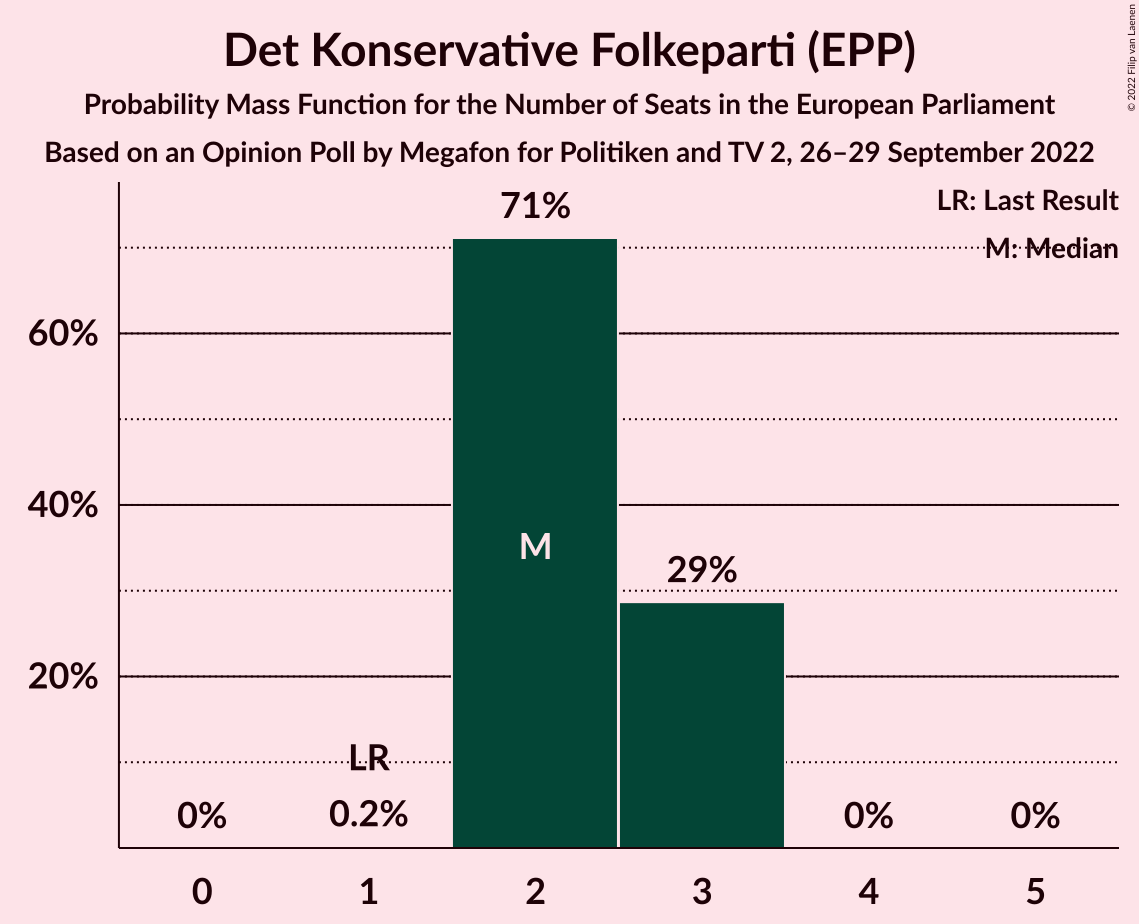 Det Konservative Folkeparti (EPP)
Probability Mass Function for the Number of Seats in the European Parliament
Based on an Opinion Poll by Megafon for Politiken and TV 2, 26–29 September 2022
© 2022 Filip van Laenen
LR: Last Result
M: Median
71%
60%
40%
M
29%
20%
LR
0%
0.2%
0%
0%
0 1 2 3 4 5